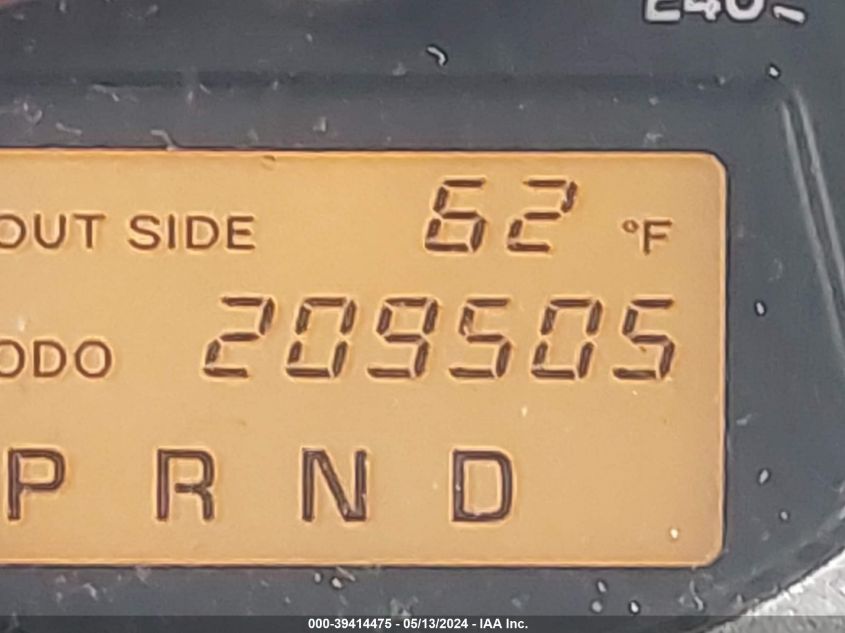 OUT SIDE 62 °F
ODO 209505
P R N D
000-39414475 - 05/13/2024 - IAA Inc.